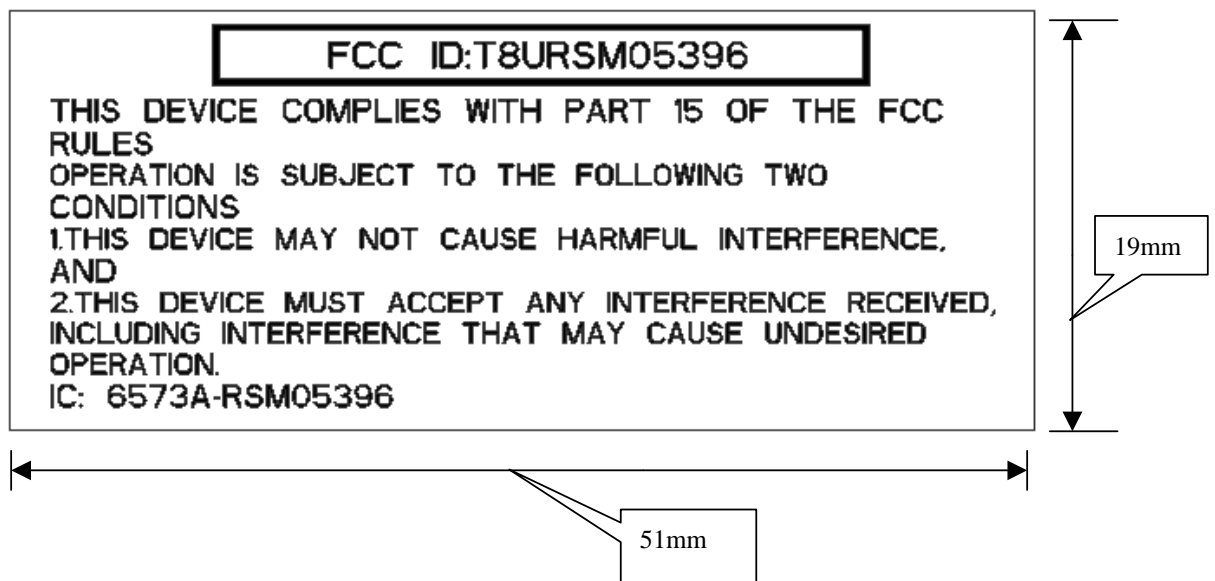 FCC ID:T8URSM05396
THIS DEVICE COMPLIES WITH PART 15 OF THE FCC
RULES
OPERATION IS SUBJECT TO THE FOLLOWING TWO
CONDITIONS
1.THIS DEVICE MAY NOT CAUSE HARMFUL INTERFERENCE,
AND
2.THIS DEVICE MUST ACCEPT ANY INTERFERENCE RECEIVED,
INCLUDING INTERFERENCE THAT MAY CAUSE UNDESIRED
OPERATION.
IC: 6573A-RSM05396
19mm
51mm